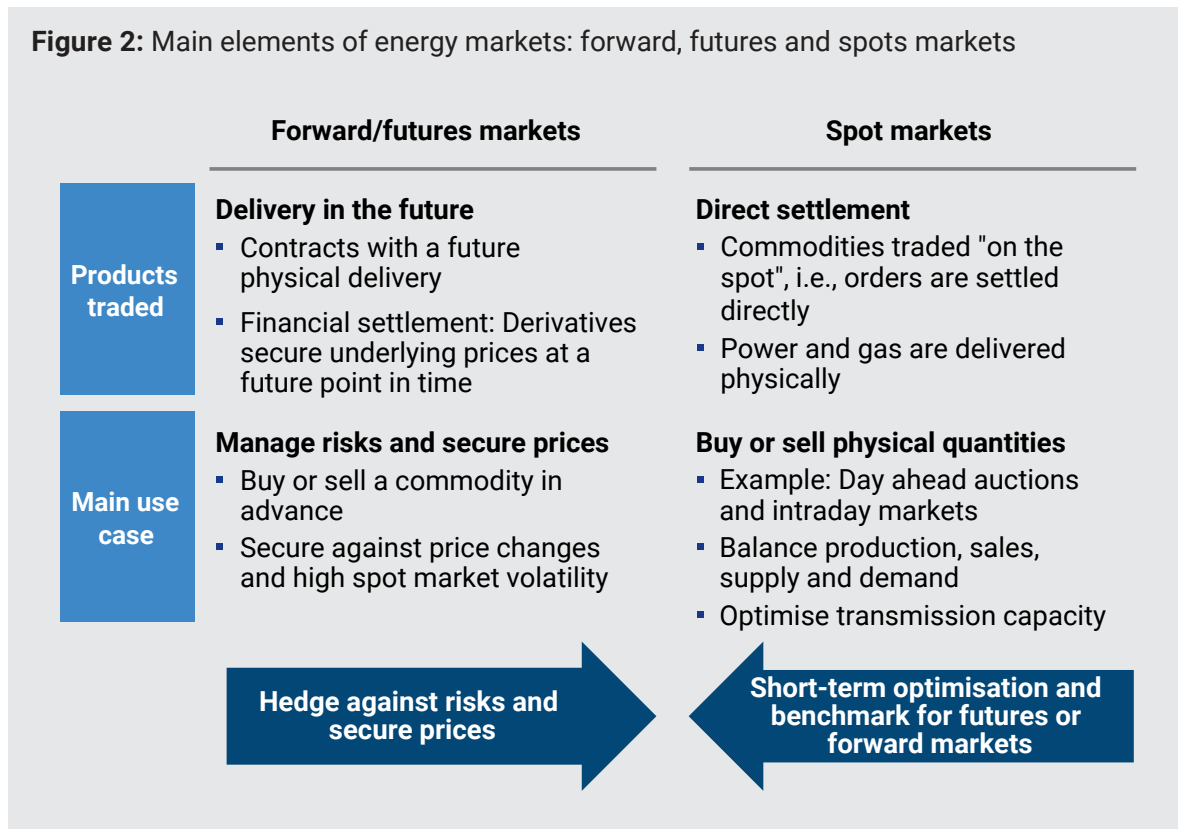 Figure 2: Main elements of energy markets: forward, futures and spots markets
Forward/futures markets
Spot markets
Products
traded
Delivery in the future
▪ Contracts with a future
physical delivery
▪ Financial settlement: Derivatives
secure underlying prices at a
future point in time
Direct settlement
▪ Commodities traded "on the
spot", i.e., orders are settled
directly
▪ Power and gas are delivered
physically
Main use
case
Manage risks and secure prices
▪ Buy or sell a commodity in
advance
▪ Secure against price changes
and high spot market volatility
Buy or sell physical quantities
▪ Example: Day ahead auctions
and intraday markets
▪ Balance production, sales,
supply and demand
▪ Optimise transmission capacity
Hedge against risks and
secure prices
Short-term optimisation and
benchmark for futures or
forward markets